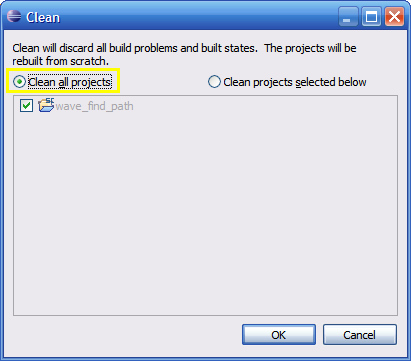 Clean
Clean will discard all build problems and built states. The projects will be
rebuilt from scratch.
Clean all projects
Clean projects selected below
wave_find_path
OK
Cancel